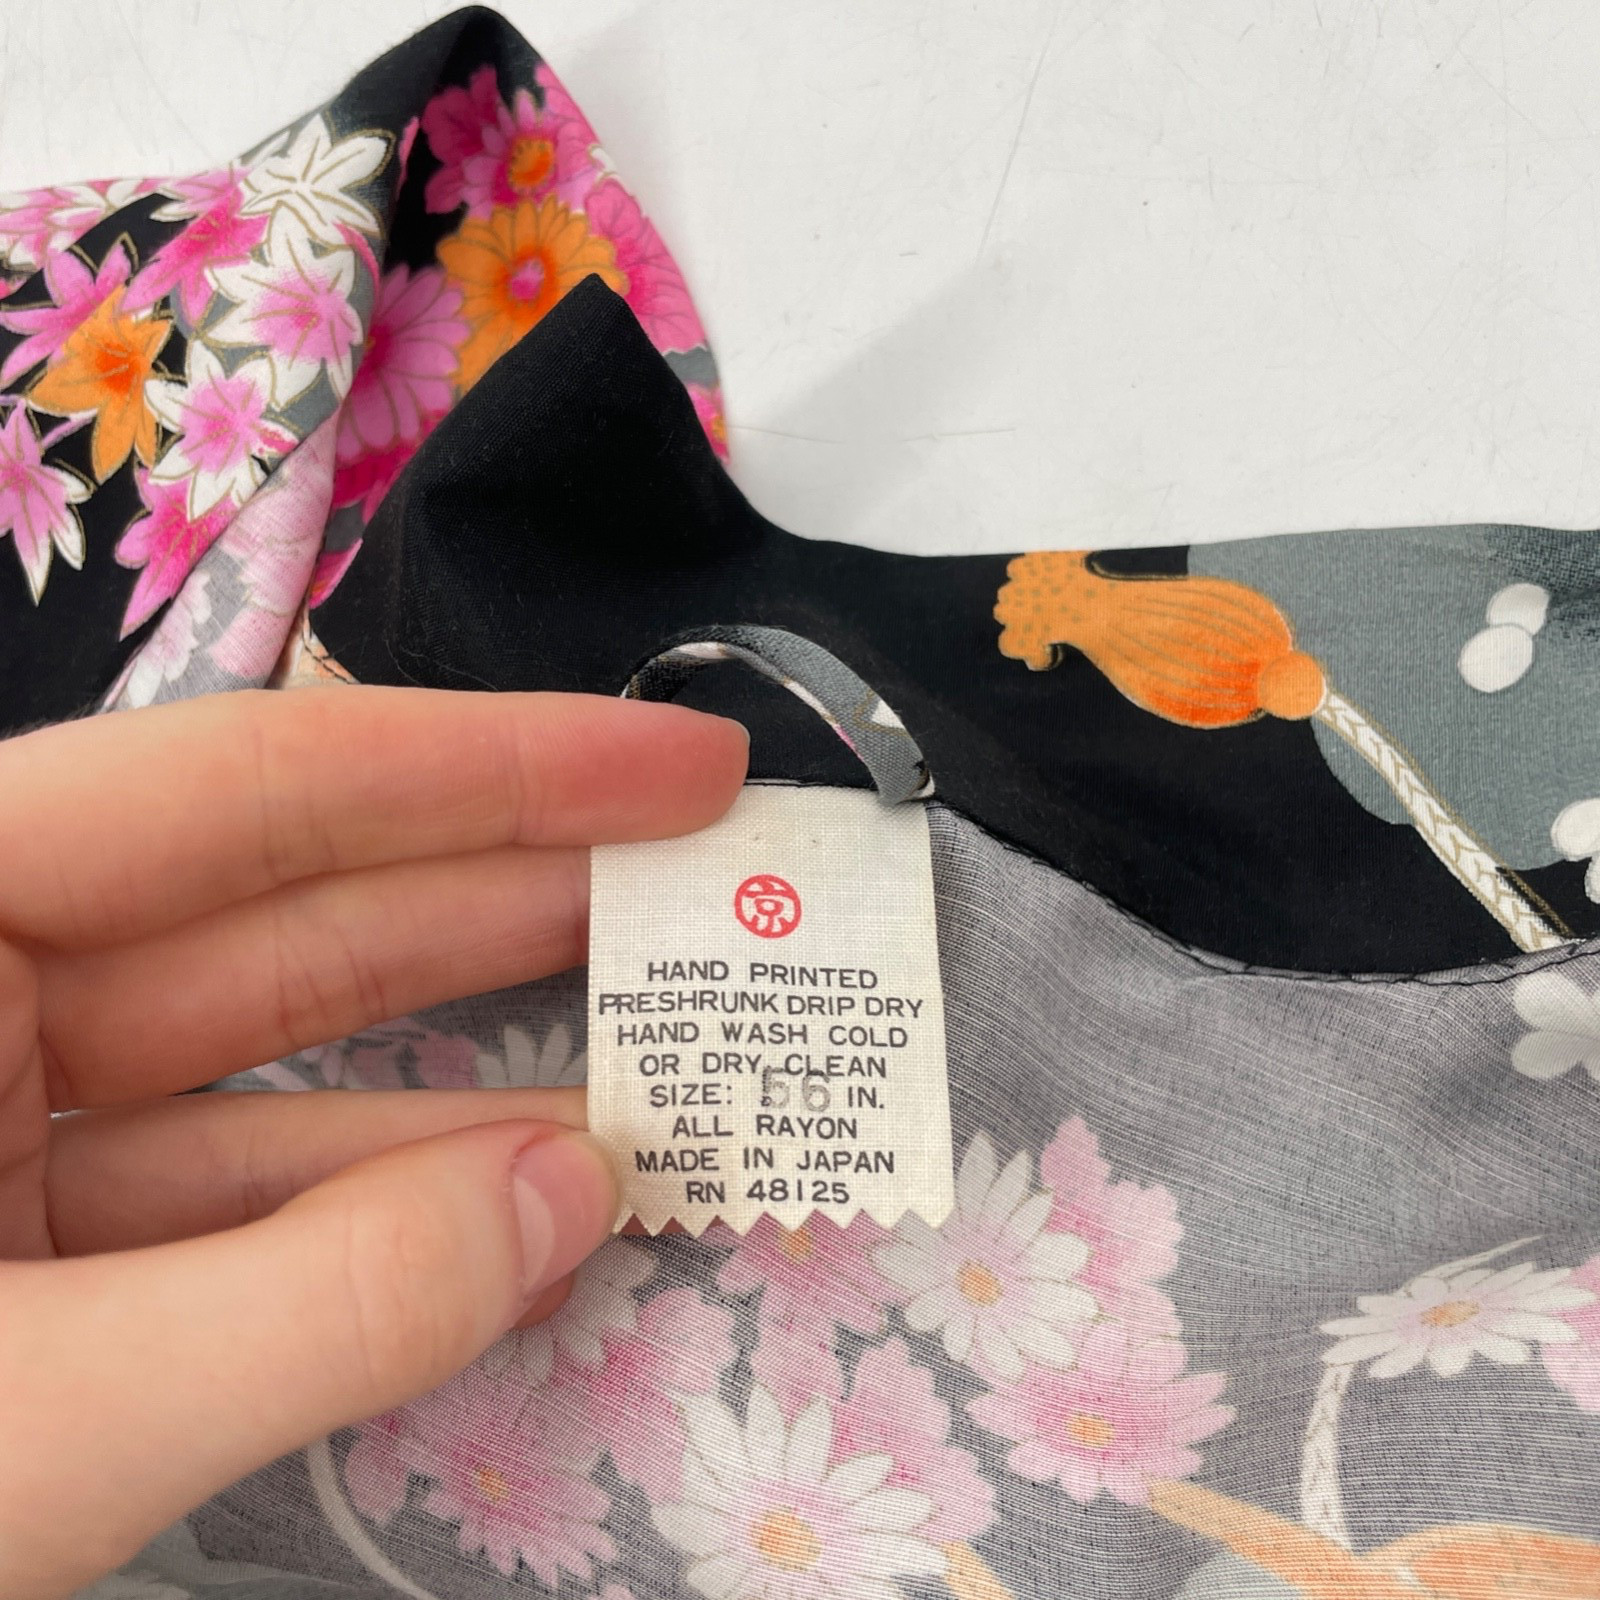 京
HAND PRINTED
PRESHRUNK DRIP DRY
HAND WASH COLD
OR DRY CLEAN
SIZE: 56 IN.
ALL RAYON
MADE IN JAPAN
RN 48125